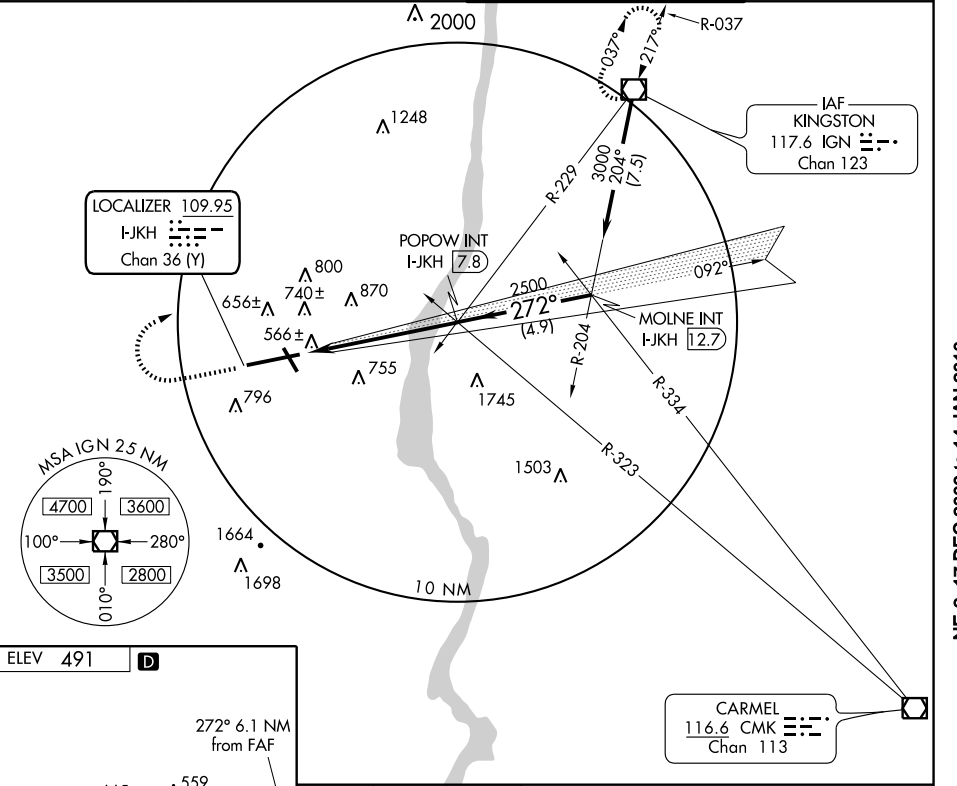 2000
R-037
037°
217°
IAF
KINGSTON
117.6 IGN
Chan 123
1248
3000
204°
(7.5)
R-229
LOCALIZER 109.95
I-JKH
Chan 36 (Y)
POPOW INT
I-JKH 7.8
092°
800
740±
870
656±
2500
272°
(4.9)
566±
MOLNE INT
I-JKH 12.7
R-204
755
796
1745
R-334
MSA IGN 25 NM
190°
4700
3600
100°
280°
3500
2800
010°
R-323
1503
1664
1698
10 NM
ELEV 491
D
272° 6.1 NM
from FAF
559
CARMEL
116.6 CMK
Chan 113